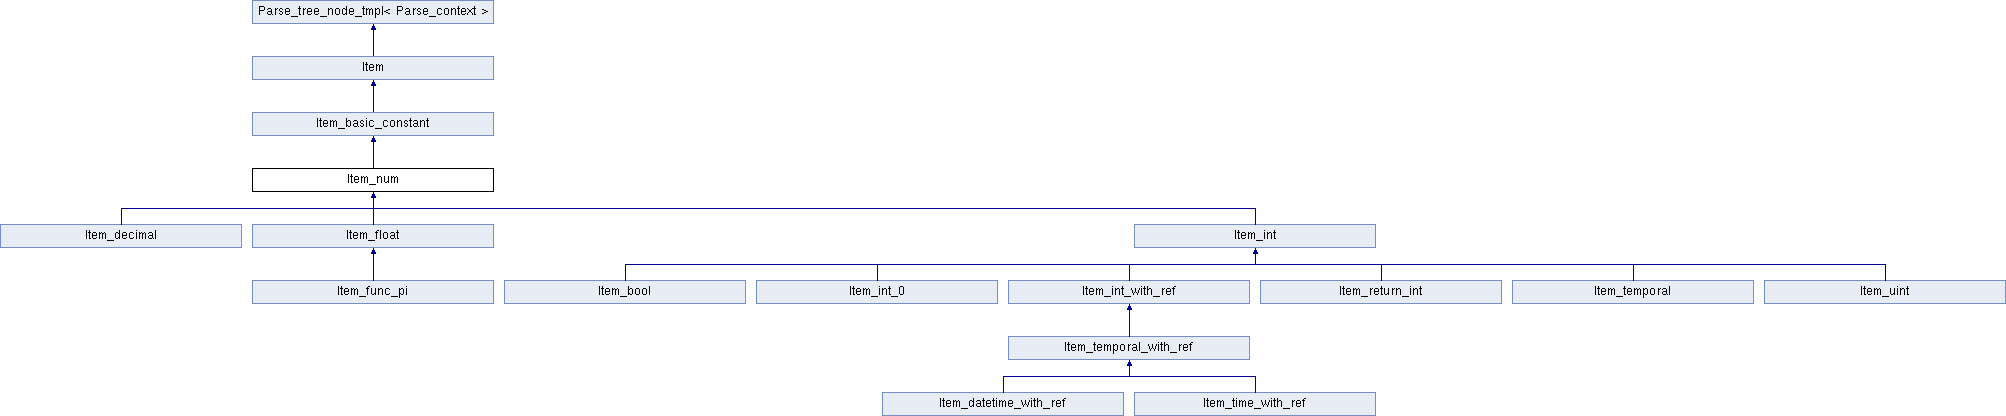 Parse_tree_node_tmpl< Parse_context >
Item
Item_basic_constant
Item_num
Item_decimal
Item_float
Item_int
Item_func_pi
Item_bool
Item_int_0
Item_int_with_ref
Item_return_int
Item_temporal
Item_uint
Item_temporal_with_ref
Item_datetime_with_ref
Item_time_with_ref